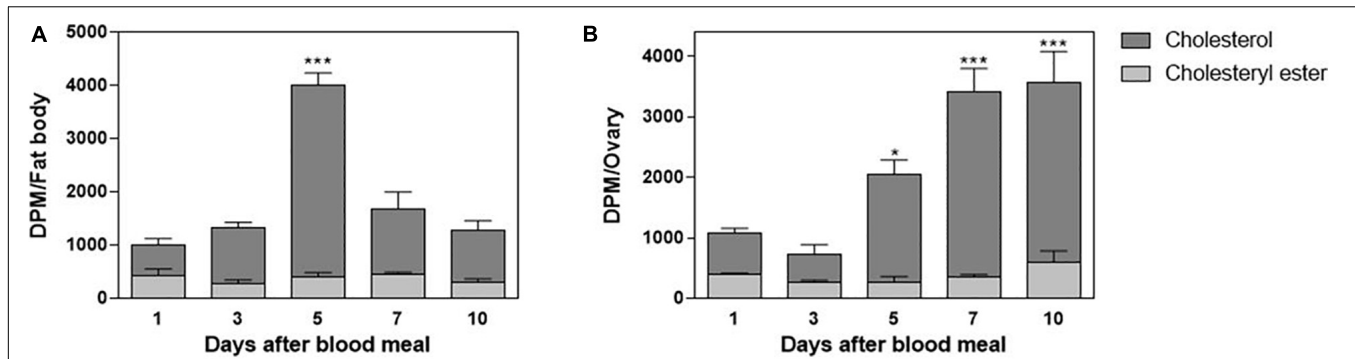 A
5000
4000
3000
2000
1000
0
DPM/Fat body
***
1 3 5 7 10
Days after blood meal
B
4000
3000
2000
1000
0
DPM/Ovary
* *** ***
1 3 5 7 10
Days after blood meal
Cholesterol
Cholesteryl ester